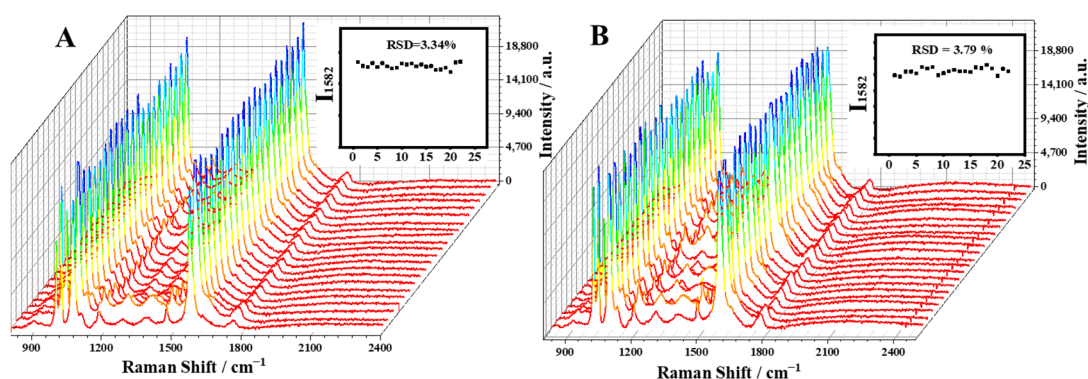 A
RSD=3.34%
I1582
0 5 10 15 20 25
18,800
14,100
9,400
4,700
0
Intensity / a.u.
900 1200 1500 1800 2100 2400
Raman Shift / cm−1
B
RSD = 3.79 %
I1582
0 5 10 15 20 25
18,800
14,100
9,400
4,700
0
Intensity / a.u.
900 1200 1500 1800 2100 2400
Raman Shift / cm−1